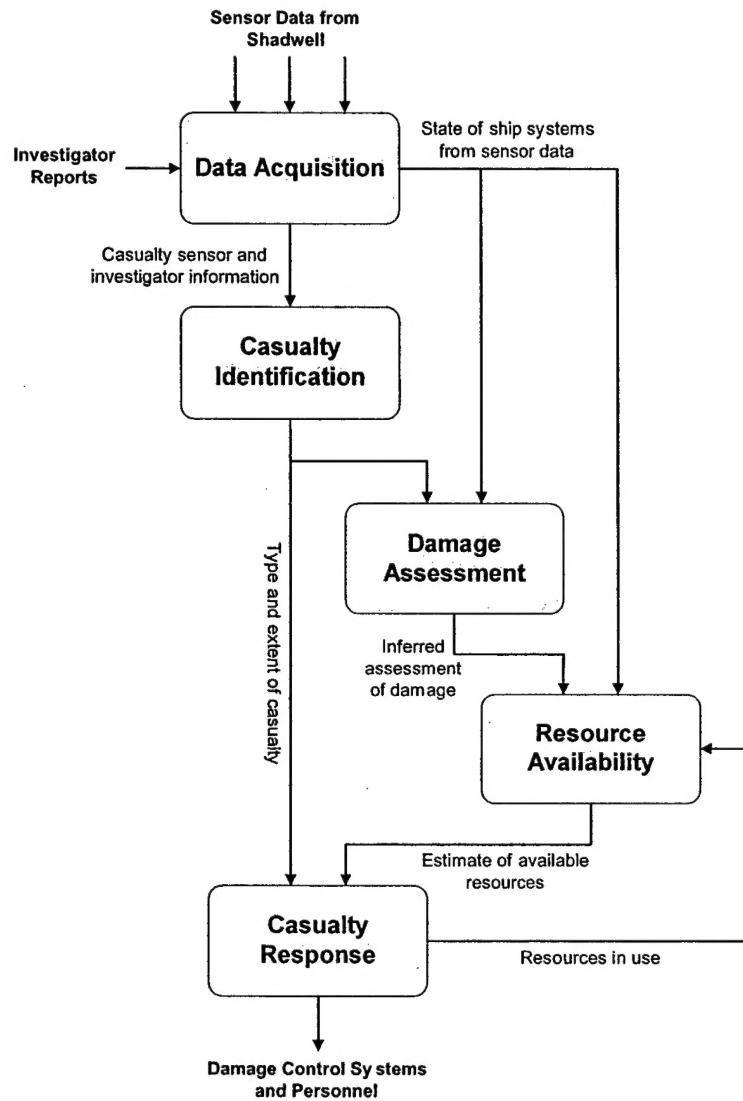 Sensor Data from
Shadwell
State of ship systems
from sensor data
Investigator
Reports
Data Acquisition
Casualty sensor and
investigator information
Casualty
Identification
Type and extent of casualty
Damage
Assessment
Inferred
assessment
of damage
Resource
Availability
Estimate of available
resources
Casualty
Response
Resources in use
Damage Control Systems
and Personnel